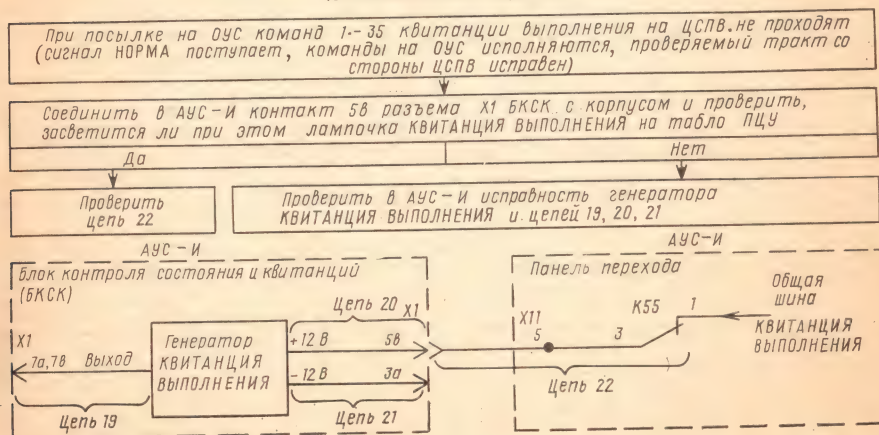 При посылке на ОУС команд 1--35 квитанции выполнения на ЦСПВ.не проходят
(сигнал НОРМА поступает, команды на ОУС исполняются, проверяемый тракт со
стороны ЦСПВ исправен)
Соединить в АУС-И контакт 5в разъема X1 БКСК с корпусом и проверить,
засветится ли при этом лампочка КВИТАНЦИЯ ВЫПОЛНЕНИЯ на табло ПЦУ
Да
Нет
Проверить
цепь 22
Проверить в АУС-И исправность генератора
КВИТАНЦИЯ ВЫПОЛНЕНИЯ и цепей 19, 20, 21
АУС-И
АУС-И
Блок контроля состояния и квитанций
(БКСК)
Цепь 20
X1
X1
7а,7в Выход
Генератор
КВИТАНЦИЯ
ВЫПОЛНЕНИЯ
+12 В
5в
-12 В
3а
Цепь 19
Цепь 21
Панель перехода
X11
5
3
К55
1
Общая
шина
КВИТАНЦИЯ
ВЫПОЛНЕНИЯ
Цепь 22